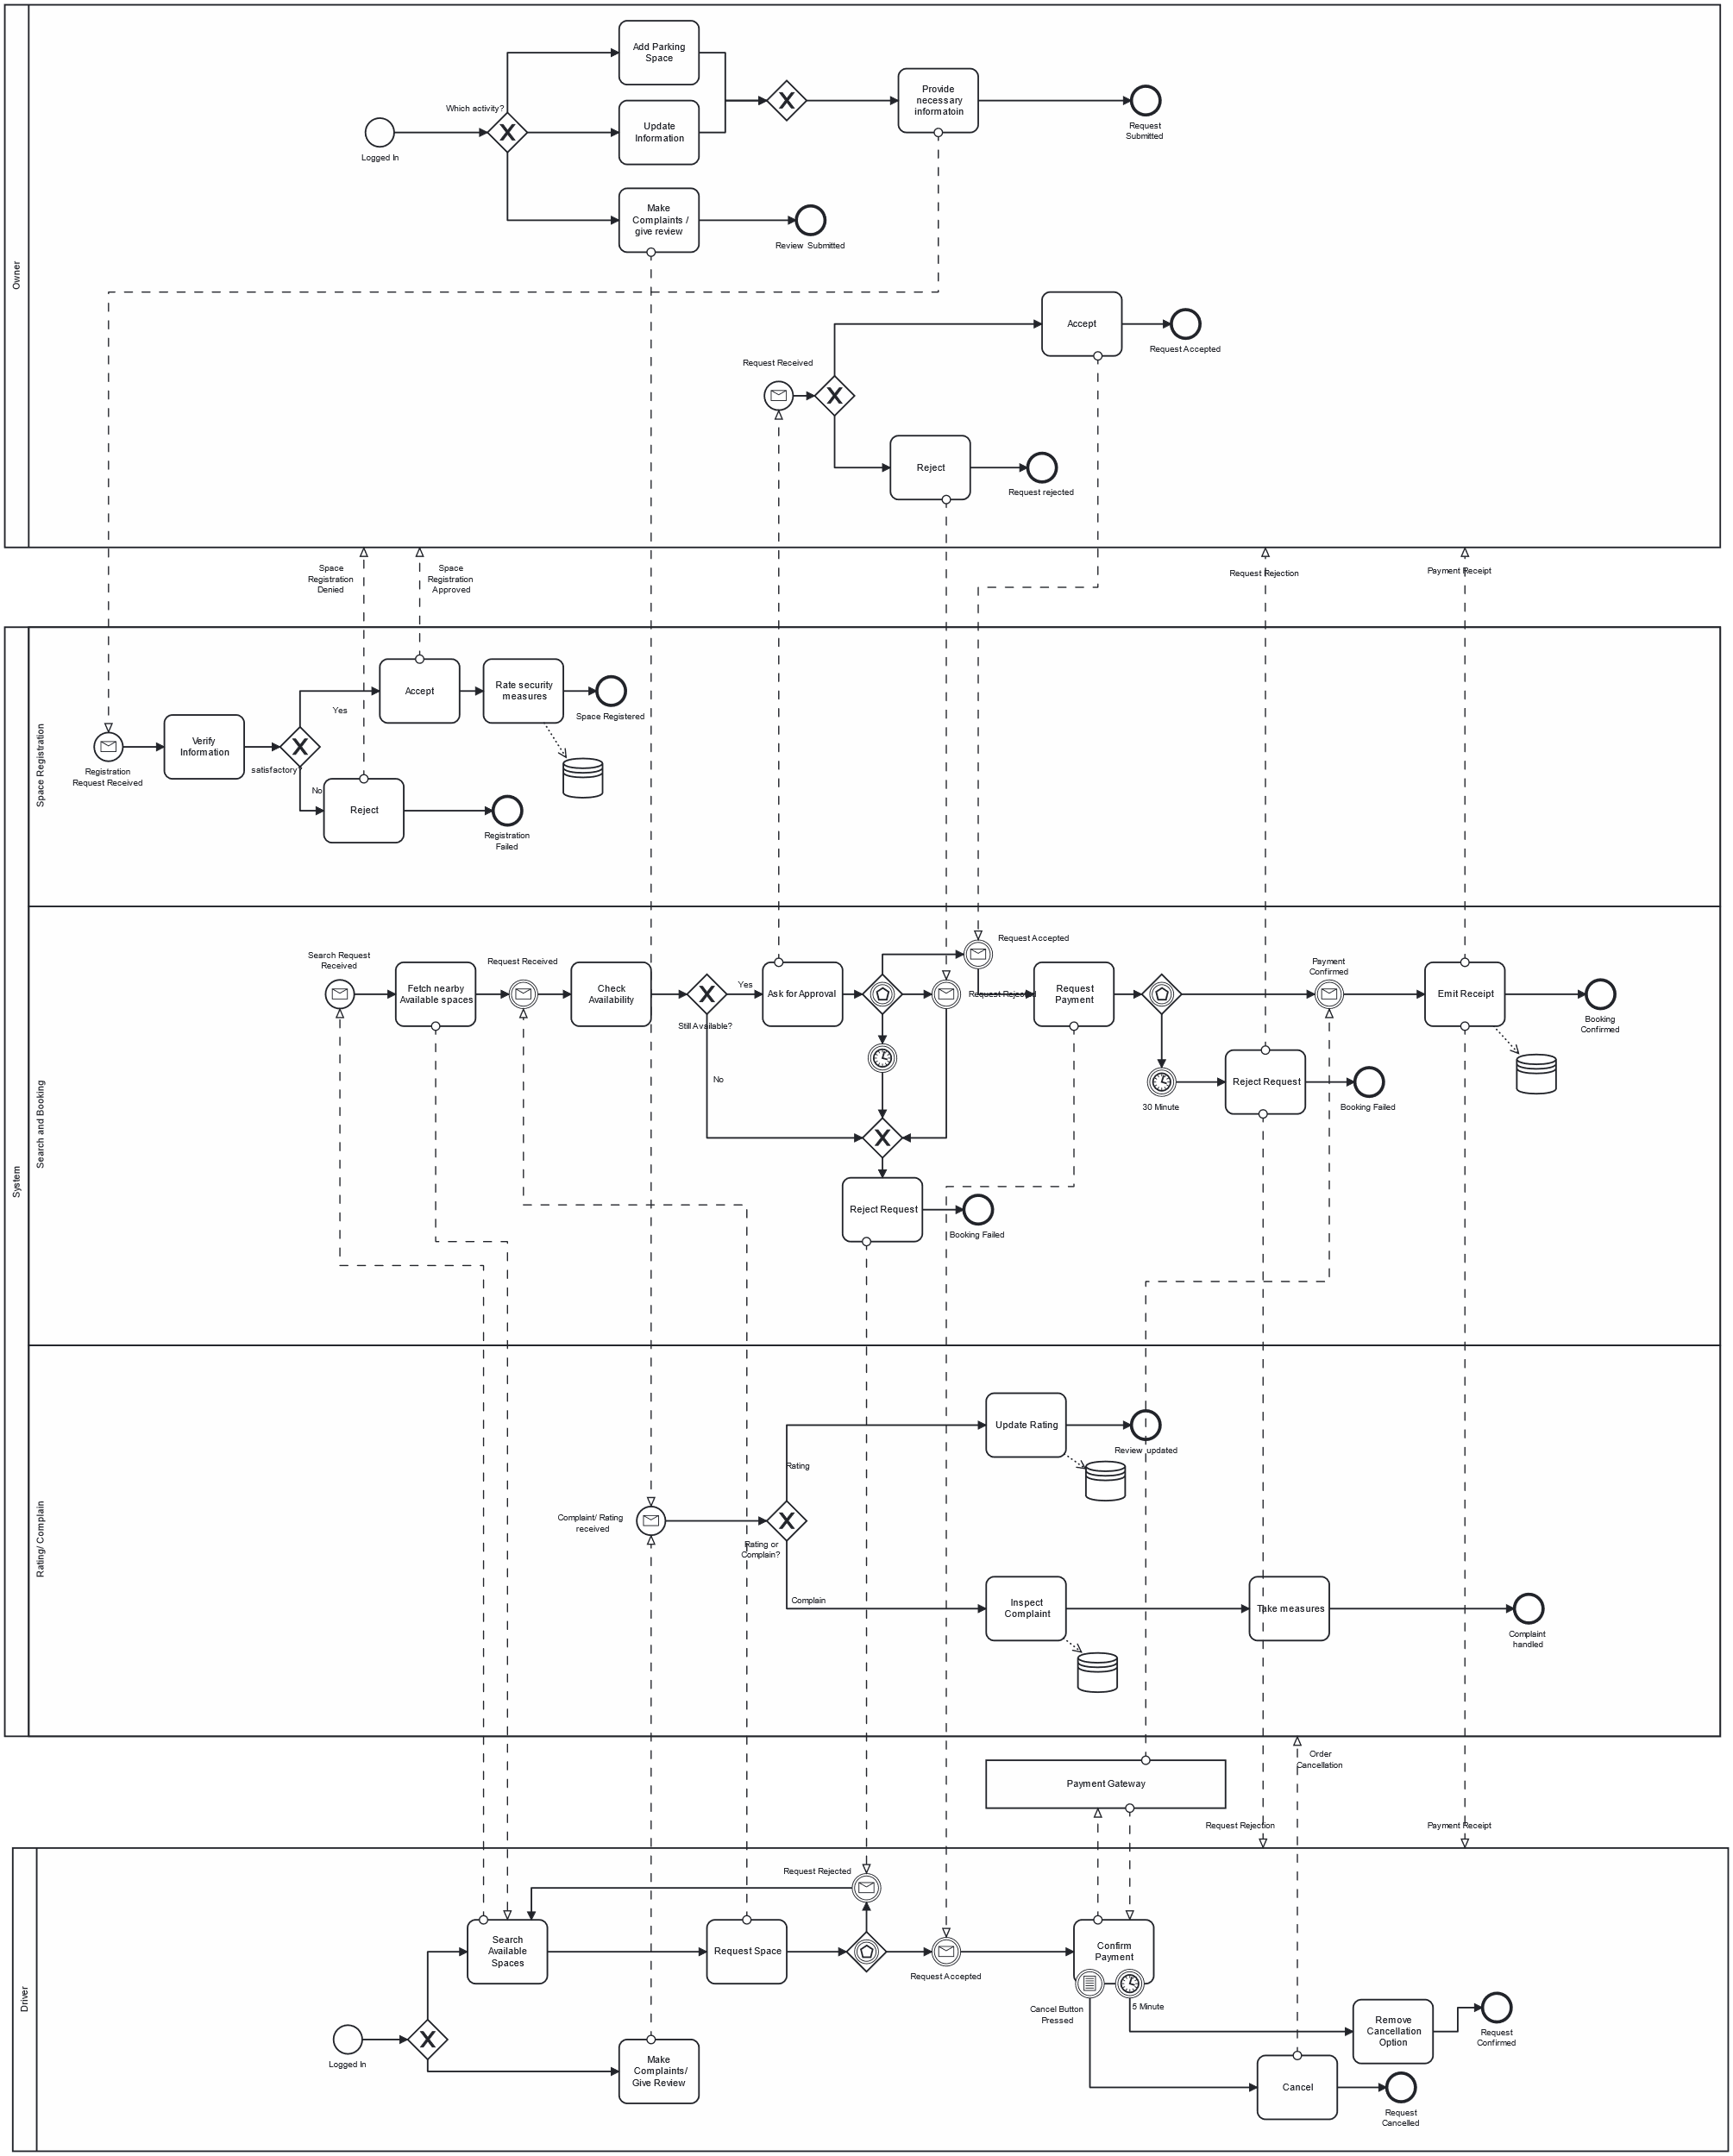 Owner
Add Parking
Space
Which activity?
Update
Information
Logged In
Provide
necessary
informatoin
Request
Submitted
Make
Complaints /
give review
Review Submitted
Accept
Request Accepted
Request Received
Reject
Request rejected
Space
Registration
Denied
Space
Registration
Approved
Request Rejection
Payment Receipt
System
Space Registration
Accept
Rate security
measures
Space Registered
Yes
Verify
Information
satisfactory
Registration
Request Received
No
Reject
Registration
Failed
Search and Booking
Search Request
Received
Fetch nearby
Available spaces
Request Received
Check
Availability
Still Available?
Yes
No
Ask for Approval
Request Accepted
Request Rejected
Request
Payment
Payment
Confirmed
Emit Receipt
Booking
Confirmed
30 Minute
Reject Request
Booking Failed
Reject Request
Booking Failed
Rating/ Complain
Update Rating
Review updated
Rating
Complaint/ Rating
received
Rating or
Complain?
Complain
Inspect
Complaint
Take measures
Complaint
handled
Order
Cancellation
Payment Gateway
Request Rejection
Payment Receipt
Driver
Request Rejected
Search
Available
Spaces
Request Space
Request Accepted
Confirm
Payment
Cancel Button
Pressed
5 Minute
Remove
Cancellation
Option
Request
Confirmed
Logged In
Make
Complaints/
Give Review
Cancel
Request
Cancelled